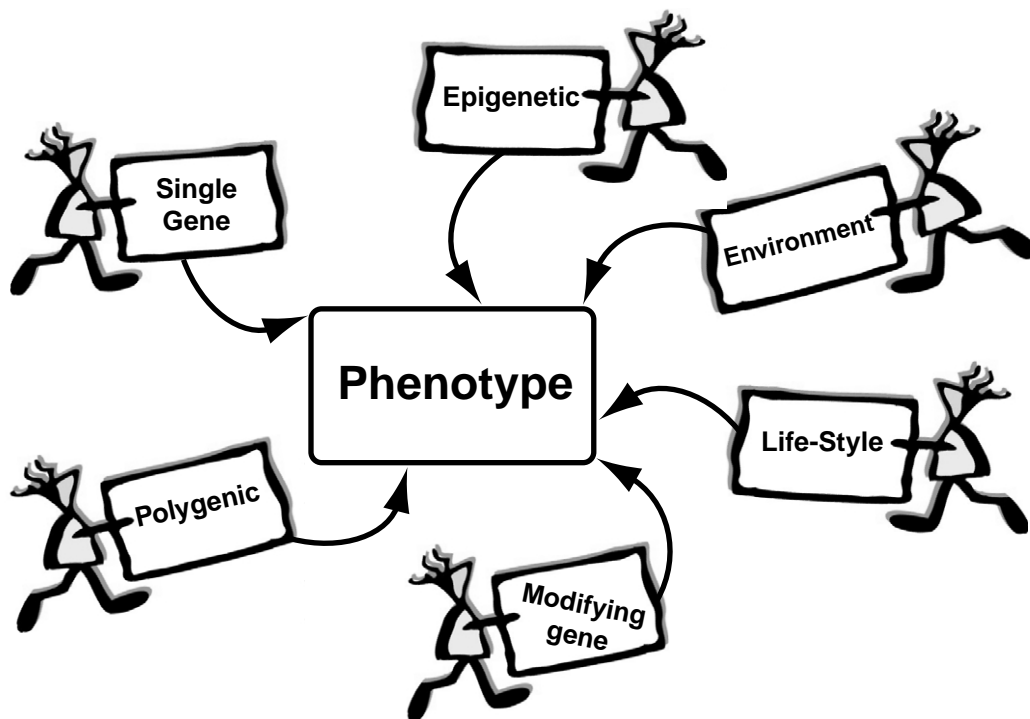 Epigenetic
Single
Gene
Environment
Phenotype
Life-Style
Polygenic
Modifying
gene